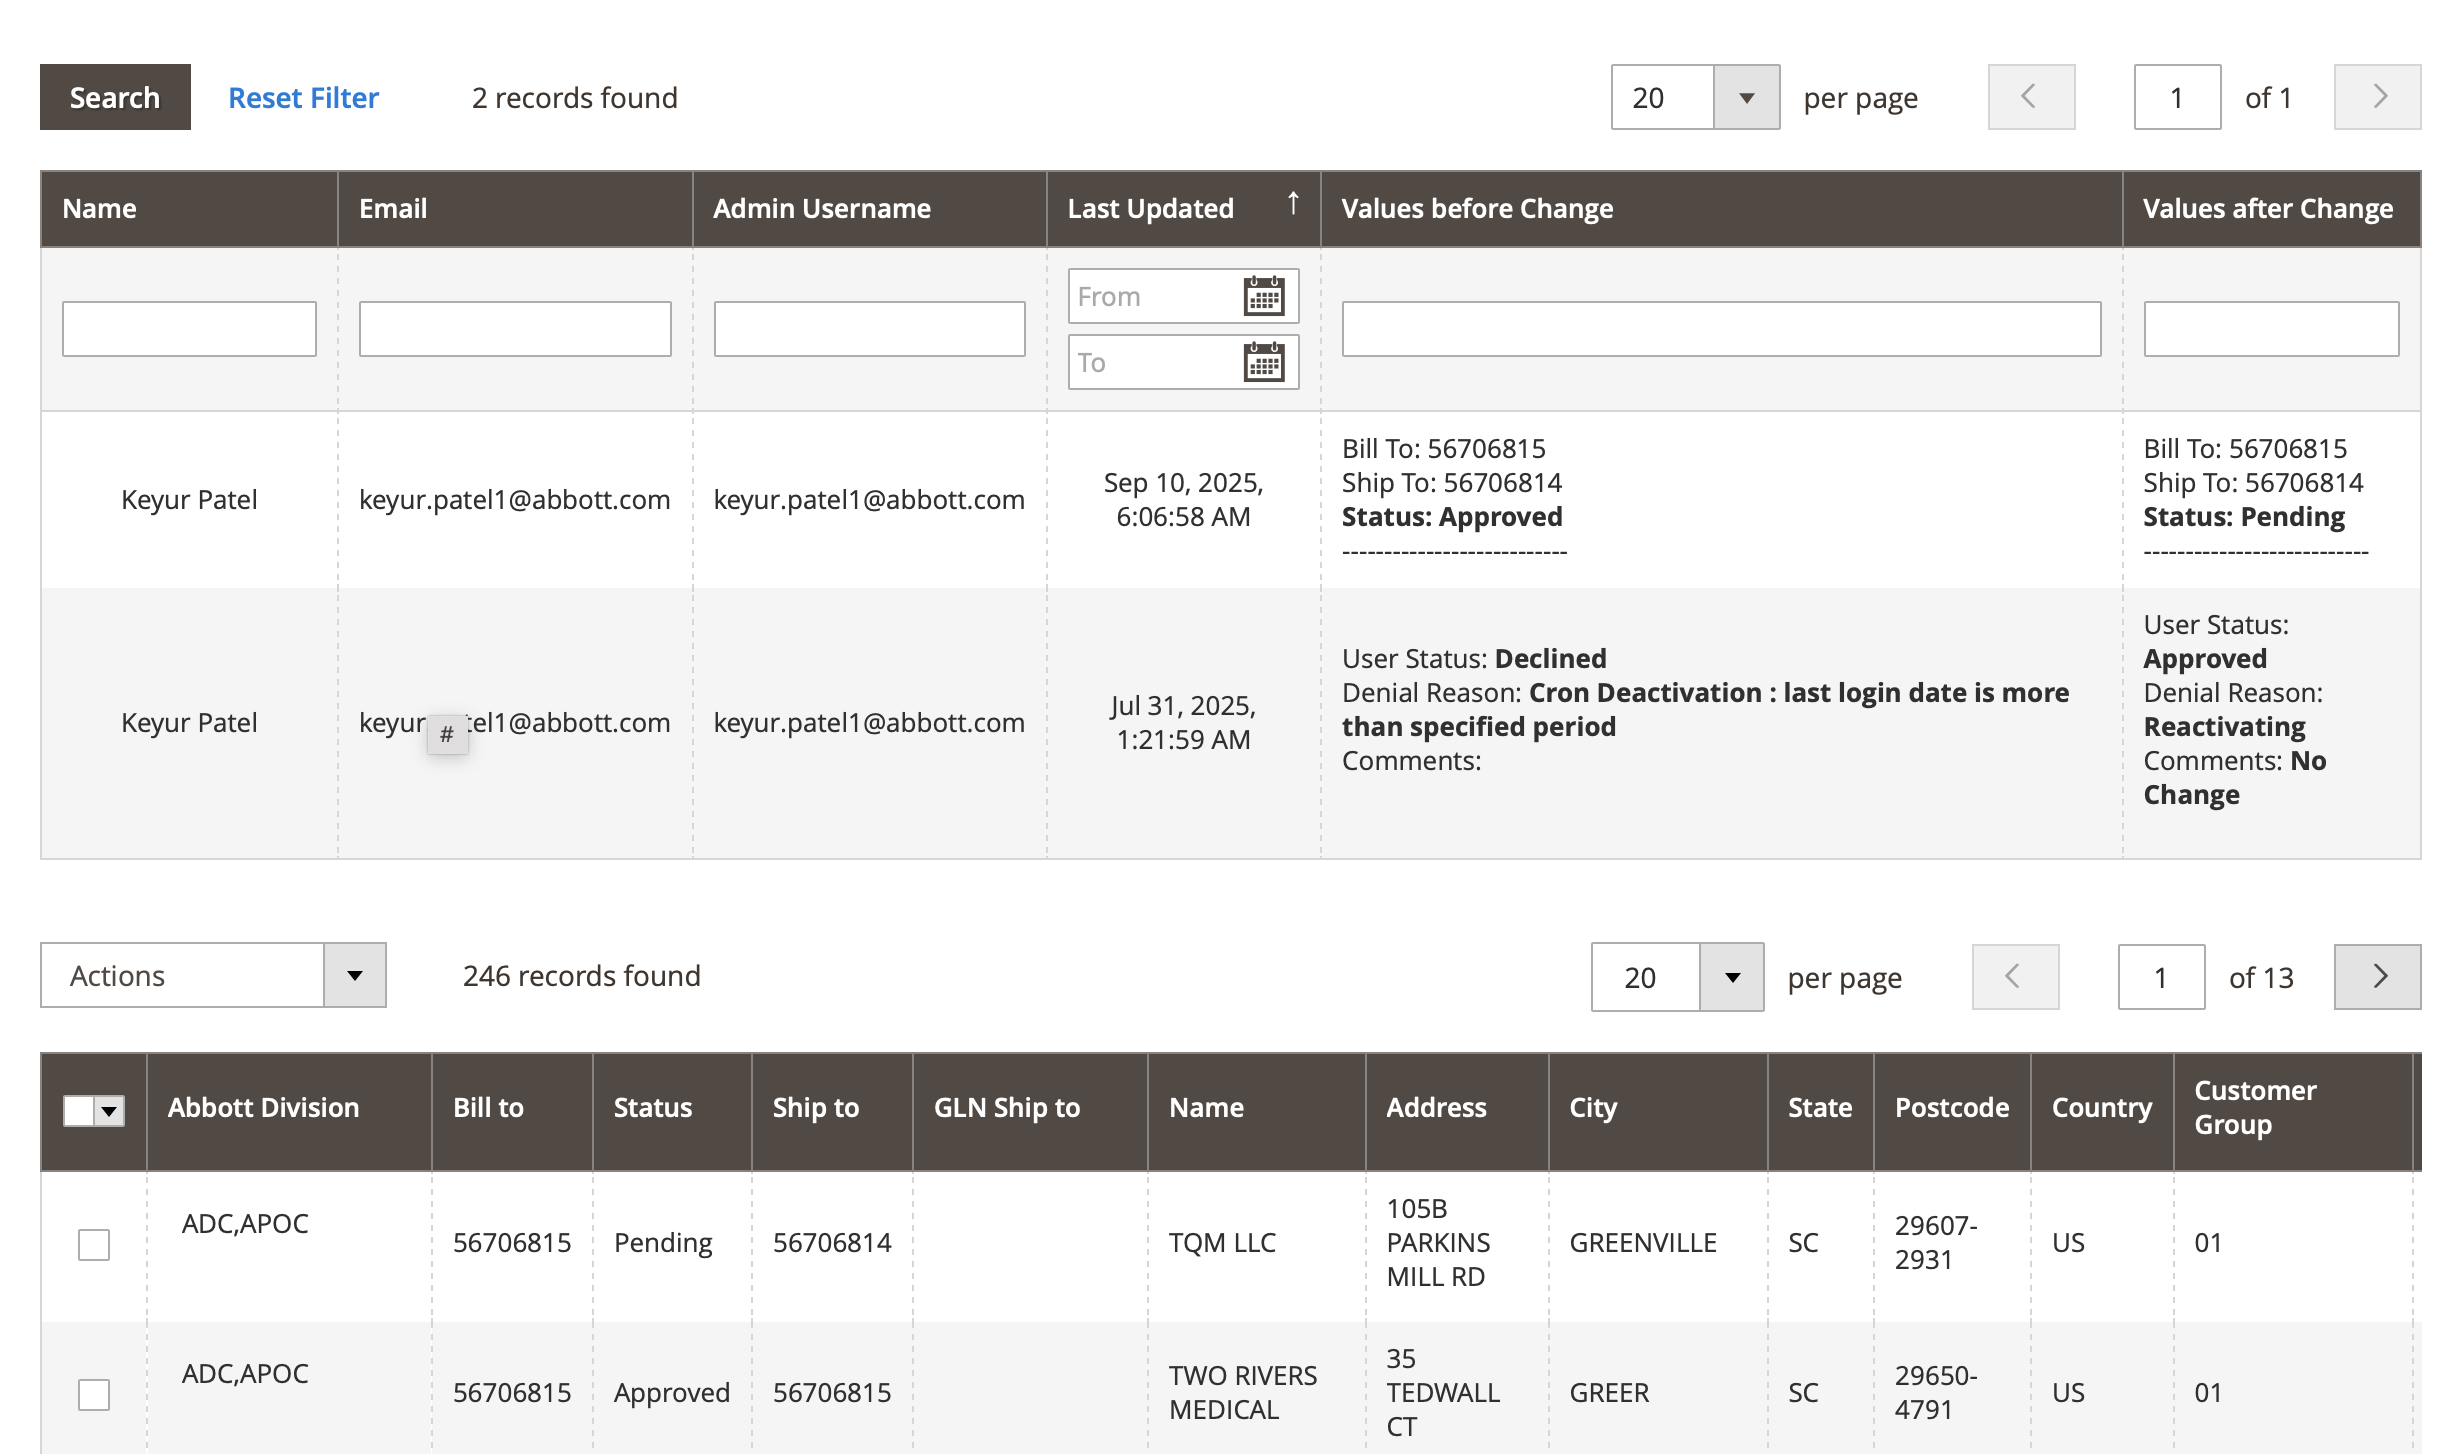 Search Reset Filter 2 records found 20 per page 1 of 1
Name Email Admin Username Last Updated ↑ Values before Change Values after Change
From
To
Keyur Patel keyur.patel1@abbott.com keyur.patel1@abbott.com
Sep 10, 2025,
6:06:58 AM
Bill To: 56706815
Ship To: 56706814
Status: Approved
---------------------------
Bill To: 56706815
Ship To: 56706814
Status: Pending
---------------------------
Keyur Patel keyur tel1@abbott.com keyur.patel1@abbott.com
#
Jul 31, 2025,
1:21:59 AM
User Status: Declined
Denial Reason: Cron Deactivation : last login date is more
than specified period
Comments:
User Status:
Approved
Denial Reason:
Reactivating
Comments: No
Change
Actions 246 records found 20 per page 1 of 13
Abbott Division Bill to Status Ship to GLN Ship to Name Address City State Postcode Country Customer
Group
ADC,APOC 56706815 Pending 56706814 TQM LLC
105B
PARKINS
MILL RD
GREENVILLE SC
29607-
2931
US 01
ADC,APOC 56706815 Approved 56706815
TWO RIVERS
MEDICAL
35
TEDWALL
CT
GREER SC
29650-
4791
US 01